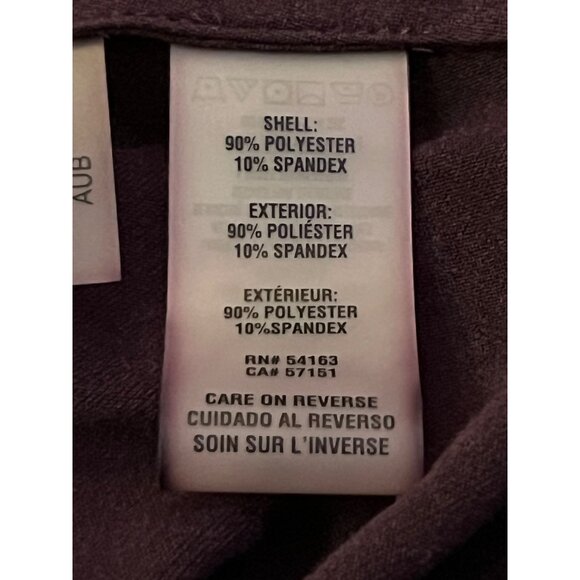 SHELL:
90% POLYESTER
10% SPANDEX
EXTERIOR:
90% POLIÉSTER
10% SPANDEX
EXTÉRIEUR:
90% POLYESTER
10%SPANDEX
RN# 54163
CA# 57151
CARE ON REVERSE
CUIDADO AL REVERSO
SOIN SUR L'INVERSE
AUB